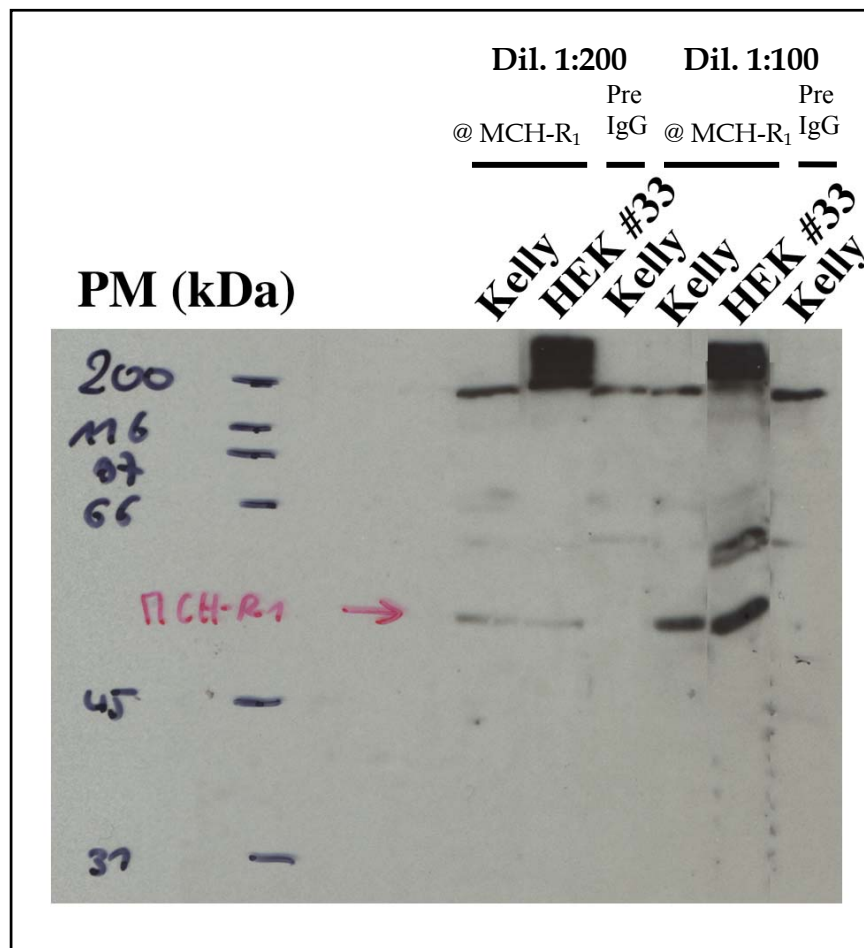 Dil. 1:200 Dil. 1:100
Pre Pre
IgG IgG
@ MCH-R₁ @ MCH-R₁
Kelly HEK #33 Kelly Kelly HEK #33 Kelly
PM (kDa)
200
116
97
66
MCH-R1 →
45
31